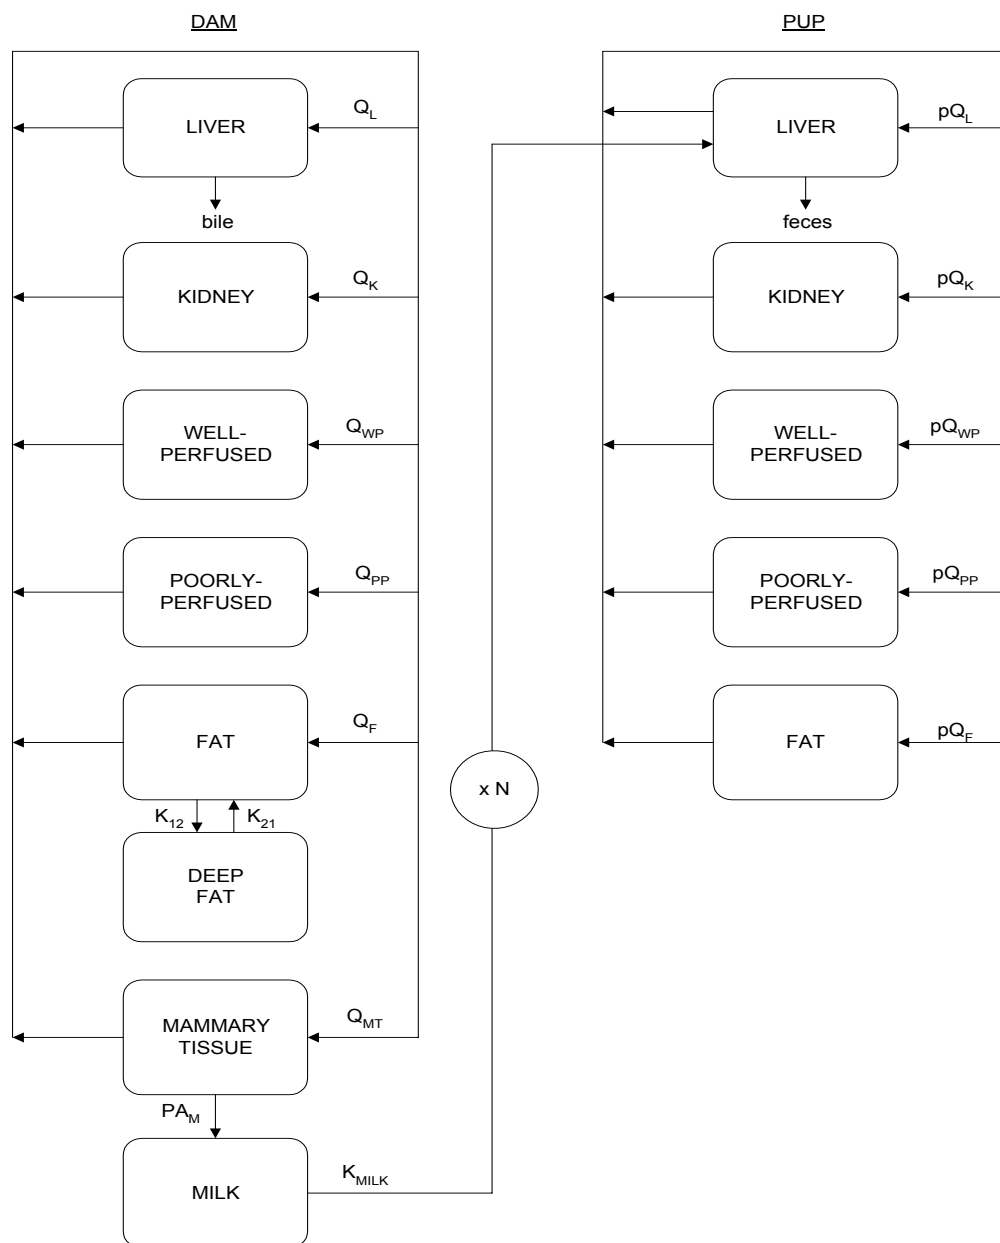 DAM
PUP
LIVER
Q_L
bile
KIDNEY
Q_K
WELL-
PERFUSED
Q_WP
POORLY-
PERFUSED
Q_PP
FAT
Q_F
K_12
K_21
DEEP
FAT
MAMMARY
TISSUE
Q_MT
PA_M
MILK
K_MILK
x N
LIVER
pQ_L
feces
KIDNEY
pQ_K
WELL-
PERFUSED
pQ_WP
POORLY-
PERFUSED
pQ_PP
FAT
pQ_F